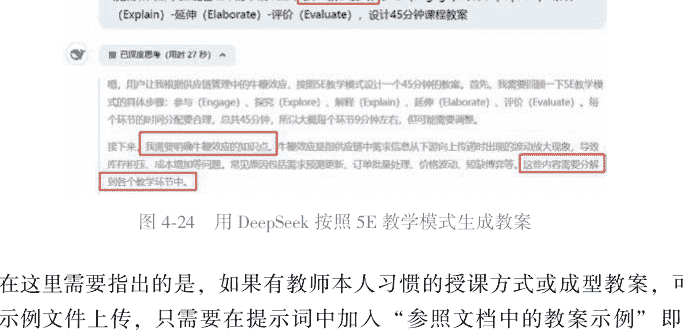 （Explain）-延伸（Elaborate）-评价（Evaluate），设计45分钟课程教案
已深度思考（用时 27 秒）
嗯，用户让我根据供应链管理中的牛鞭效应，按照5E教学模式设计一个45分钟的教案。首先，我需要回顾一下5E教学模
式的具体步骤：参与（Engage）、探究（Explore）、解释（Explain）、延伸（Elaborate）、评价（Evaluate）。每
个环节的时间分配要合理，总共45分钟，所以大概每个环节9分钟左右，但可能需要调整。
接下来，我需要明确牛鞭效应的知识点。牛鞭效应是指供应链中需求信息从下游向上传递时出现的波动放大现象，导致
库存积压、成本增加等问题。常见原因包括需求预测更新、订单批量处理、价格波动、短缺博弈等。这些内容需要分解
到各个教学环节中。
图 4-24 用 DeepSeek 按照 5E 教学模式生成教案
在这里需要指出的是，如果有教师本人习惯的授课方式或成型教案，可
示例文件上传，只需要在提示词中加入“参照文档中的教案示例”即